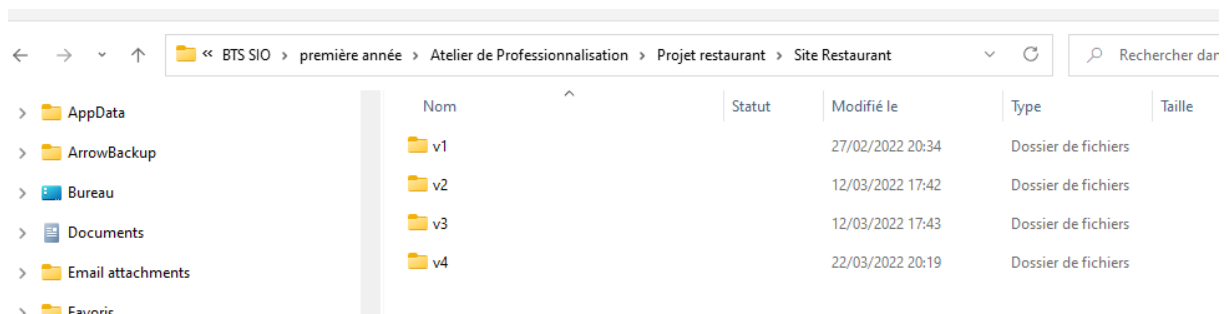 « BTS SIO > première année > Atelier de Professionnalisation > Projet restaurant > Site Restaurant
Rechercher dan
Nom Statut Modifié le Type Taille
AppData
ArrowBackup
Bureau
Documents
Email attachments
Favoris
v1 27/02/2022 20:34 Dossier de fichiers
v2 12/03/2022 17:42 Dossier de fichiers
v3 12/03/2022 17:43 Dossier de fichiers
v4 22/03/2022 20:19 Dossier de fichiers